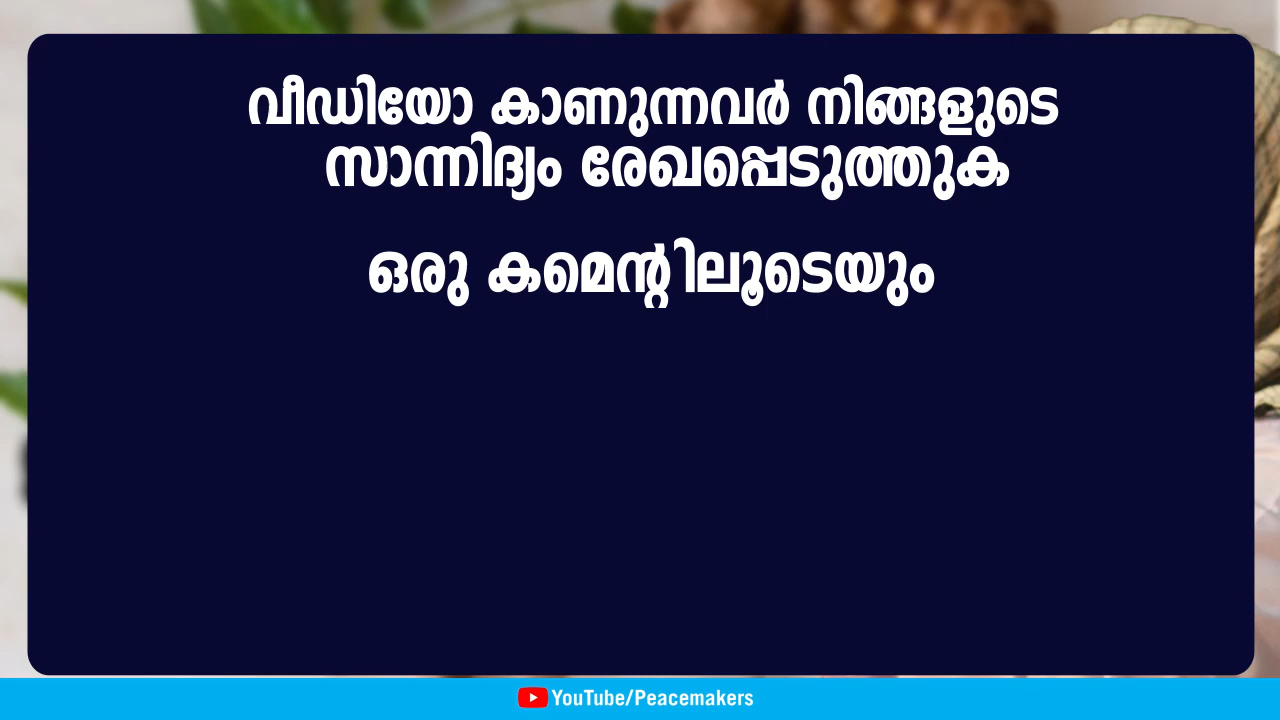 വീഡിയോ കാണുന്നവർ നിങ്ങളുടെ
സാന്നിദ്യം രേഖപ്പെടുത്തുക
ഒരു കമെന്റിലൂടെയും
YouTube/Peacemakers